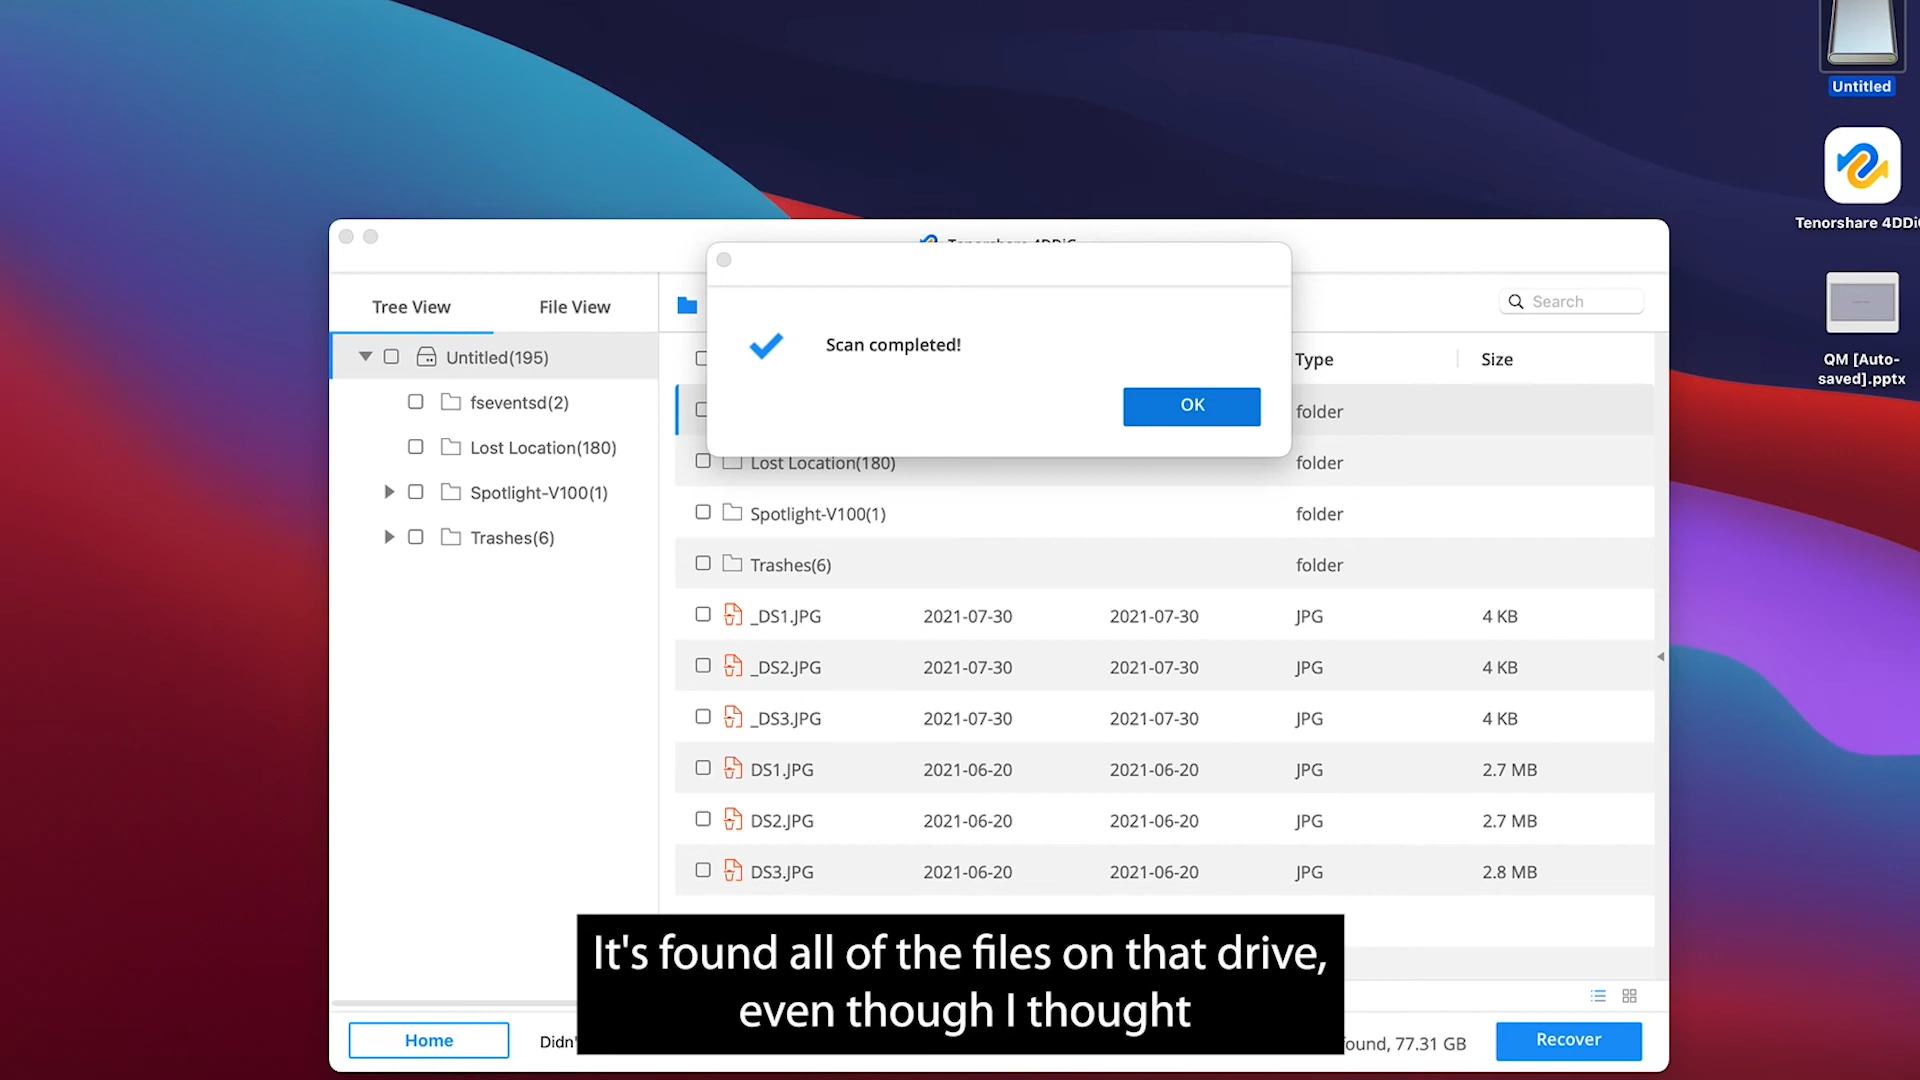 Untitled
Tenorshare 4DDiG
QM [Auto-
saved].pptx
Tenorshare 4DDiG
Tree View
File View
Search
Scan completed!
OK
Type
Size
Untitled(195)
fseventsd(2)
Lost Location(180)
Spotlight-V100(1)
Trashes(6)
folder
Lost Location(180) folder
Spotlight-V100(1) folder
Trashes(6) folder
_DS1.JPG 2021-07-30 2021-07-30 JPG 4 KB
_DS2.JPG 2021-07-30 2021-07-30 JPG 4 KB
_DS3.JPG 2021-07-30 2021-07-30 JPG 4 KB
DS1.JPG 2021-06-20 2021-06-20 JPG 2.7 MB
DS2.JPG 2021-06-20 2021-06-20 JPG 2.7 MB
DS3.JPG 2021-06-20 2021-06-20 JPG 2.8 MB
It's found all of the files on that drive,
even though I thought
Home
Didn'
ound, 77.31 GB
Recover